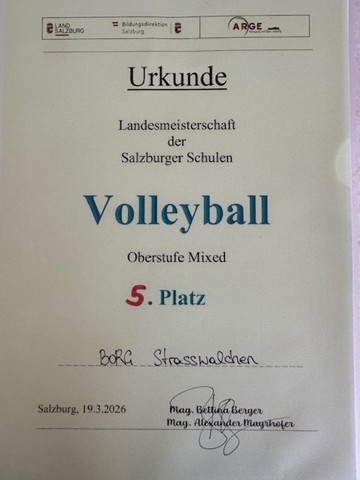 LAND
SALZBURG
Bildungsdirektion
Salzburg
ARGE
Urkunde
Landesmeisterschaft
der
Salzburger Schulen
Volleyball
Oberstufe Mixed
5. Platz
BORG Strasswalchen
Salzburg, 19.3.2026
Mag. Bettina Berger
Mag. Alexander Mayrhofer